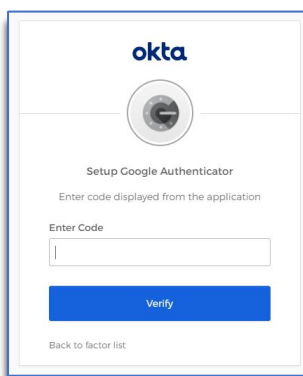 okta
Setup Google Authenticator
Enter code displayed from the application
Enter Code
Verify
Back to factor list